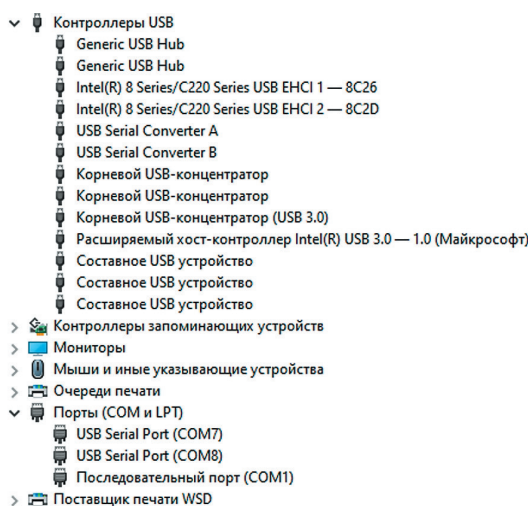 Контроллеры USB
Generic USB Hub
Generic USB Hub
Intel(R) 8 Series/C220 Series USB EHCI 1 — 8C26
Intel(R) 8 Series/C220 Series USB EHCI 2 — 8C2D
USB Serial Converter A
USB Serial Converter B
Корневой USB-концентратор
Корневой USB-концентратор
Корневой USB-концентратор (USB 3.0)
Расширяемый хост-контроллер Intel(R) USB 3.0 — 1.0 (Майкрософт)
Составное USB устройство
Составное USB устройство
Составное USB устройство
Контроллеры запоминающих устройств
Мониторы
Мыши и иные указывающие устройства
Очереди печати
Порты (COM и LPT)
USB Serial Port (COM7)
USB Serial Port (COM8)
Последовательный порт (COM1)
Поставщик печати WSD